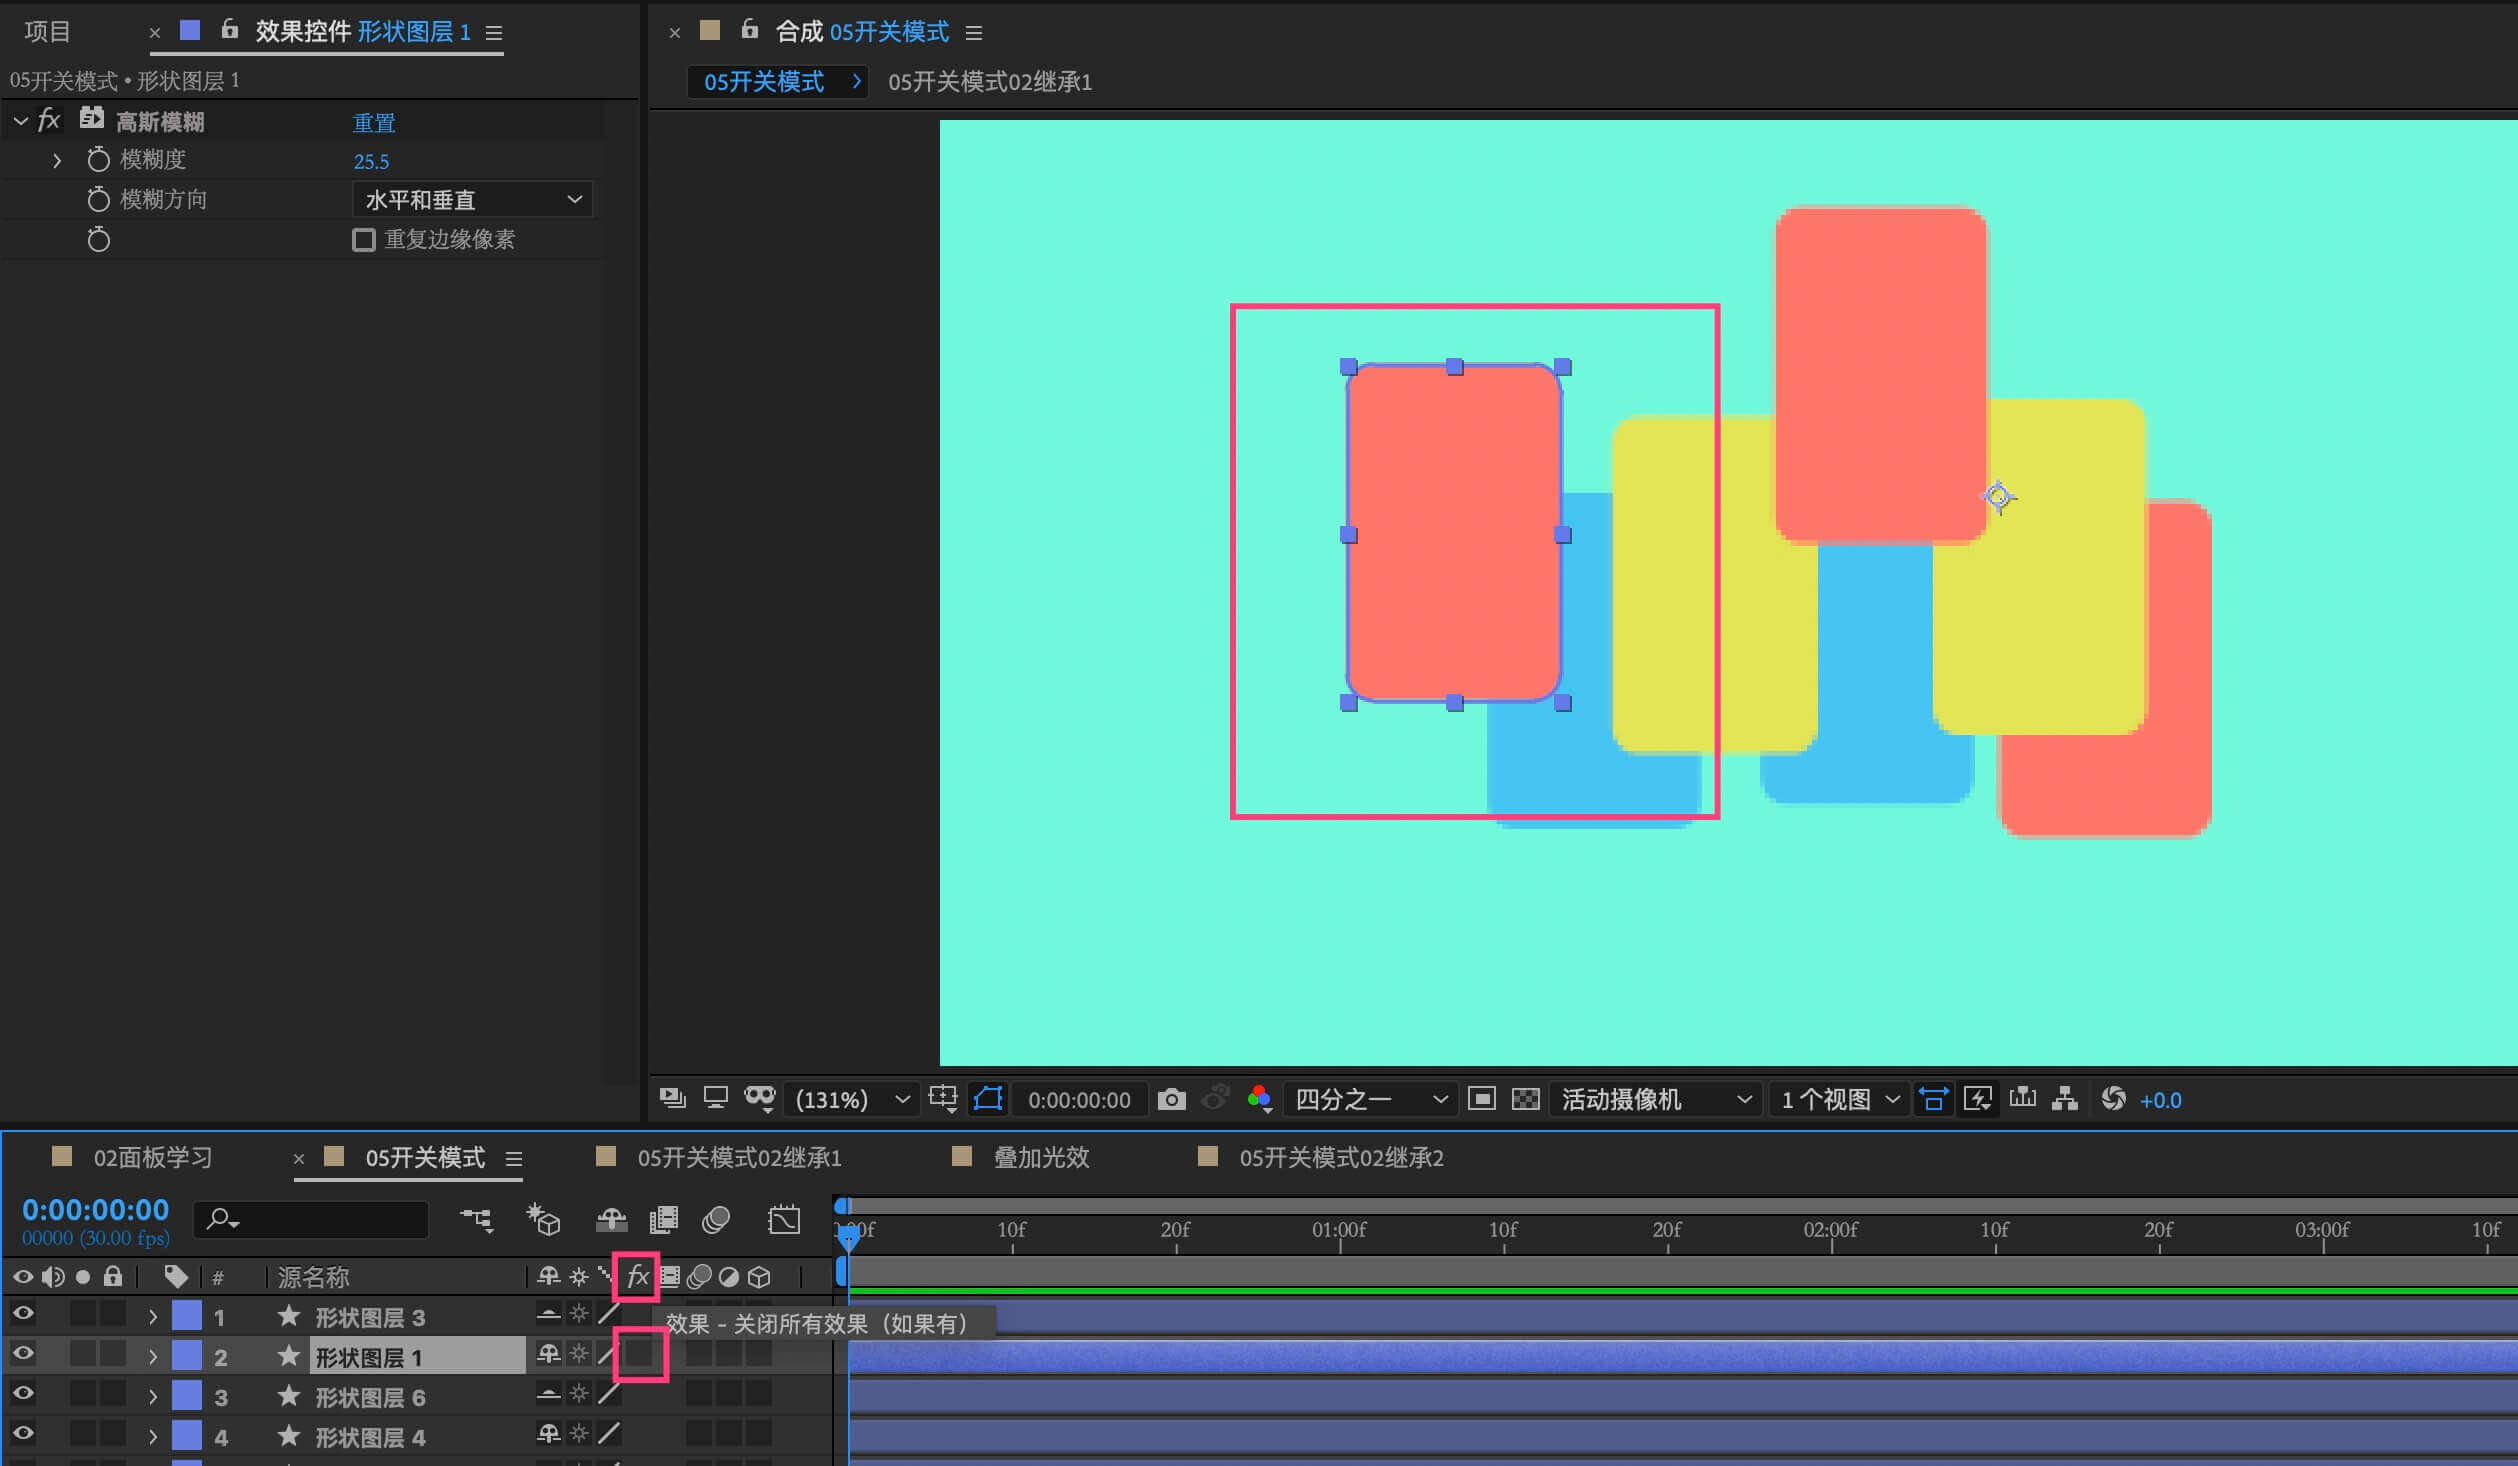 项目
× 效果控件 形状图层 1
05开关模式 • 形状图层 1
fx 高斯模糊 重置
模糊度 25.5
模糊方向 水平和垂直
重复边缘像素
× 合成 05开关模式
05开关模式 05开关模式02继承1
(131%) 0:00:00:00 四分之一 活动摄像机 1 个视图 +0.0
02面板学习 × 05开关模式 05开关模式02继承1 叠加光效 05开关模式02继承2
0:00:00:00
00000 (30.00 fps)
:00f 10f 20f 01:00f 10f 20f 02:00f 10f 20f 03:00f 10f
# 源名称 fx
1 形状图层 3
效果 - 关闭所有效果（如果有）
2 形状图层 1
3 形状图层 6
4 形状图层 4